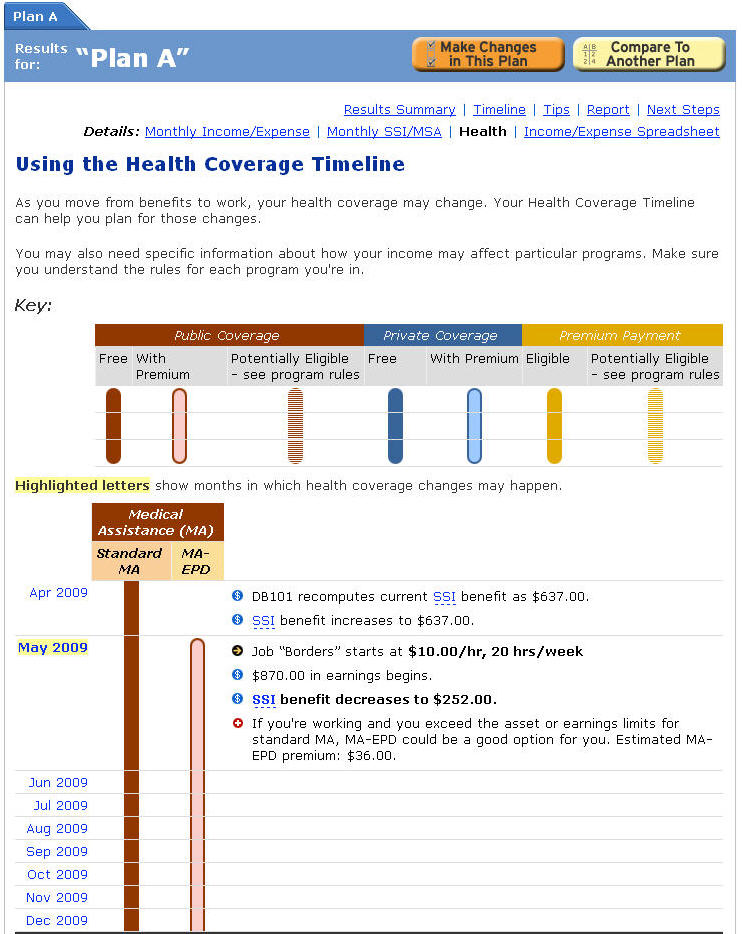 Plan A
Results for: “Plan A”
Make Changes in This Plan
Compare To Another Plan
A B
1 2
2 4
Results Summary | Timeline | Tips | Report | Next Steps
Details: Monthly Income/Expense | Monthly SSI/MSA | Health | Income/Expense Spreadsheet
Using the Health Coverage Timeline
As you move from benefits to work, your health coverage may change. Your Health Coverage Timeline
can help you plan for those changes.
You may also need specific information about how your income may affect particular programs. Make sure
you understand the rules for each program you're in.
Key:
Public Coverage
Private Coverage
Premium Payment
Free
With Premium
Potentially Eligible - see program rules
Free
With Premium
Eligible
Potentially Eligible - see program rules
Highlighted letters show months in which health coverage changes may happen.
Medical
Assistance (MA)
Standard MA
MA-EPD
Apr 2009
$ DB101 recomputes current SSI benefit as $637.00.
$ SSI benefit increases to $637.00.
May 2009
Job “Borders” starts at $10.00/hr, 20 hrs/week
$ $870.00 in earnings begins.
$ SSI benefit decreases to $252.00.
If you're working and you exceed the asset or earnings limits for
standard MA, MA-EPD could be a good option for you. Estimated MA-
EPD premium: $36.00.
Jun 2009
Jul 2009
Aug 2009
Sep 2009
Oct 2009
Nov 2009
Dec 2009